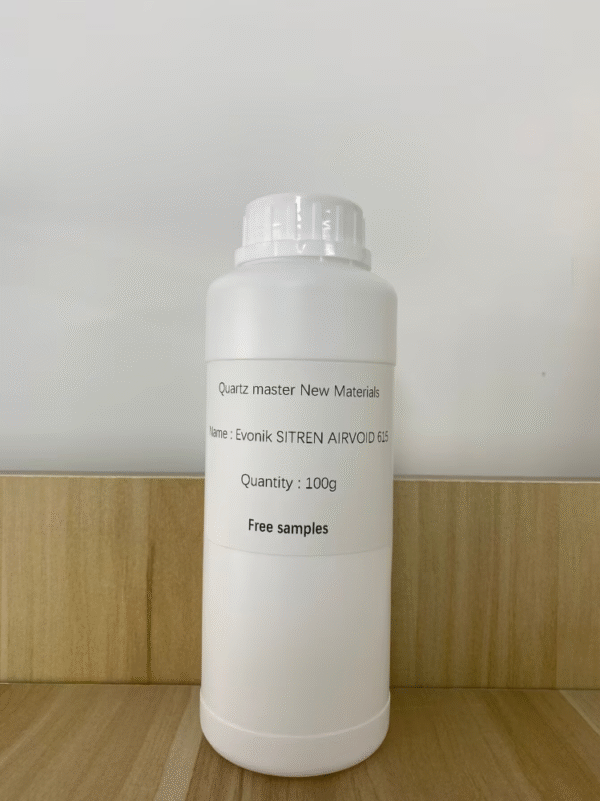 Quartz master New Materials
Name : Evonik SITREN AIRVOID 615
Quantity : 100g
Free samples